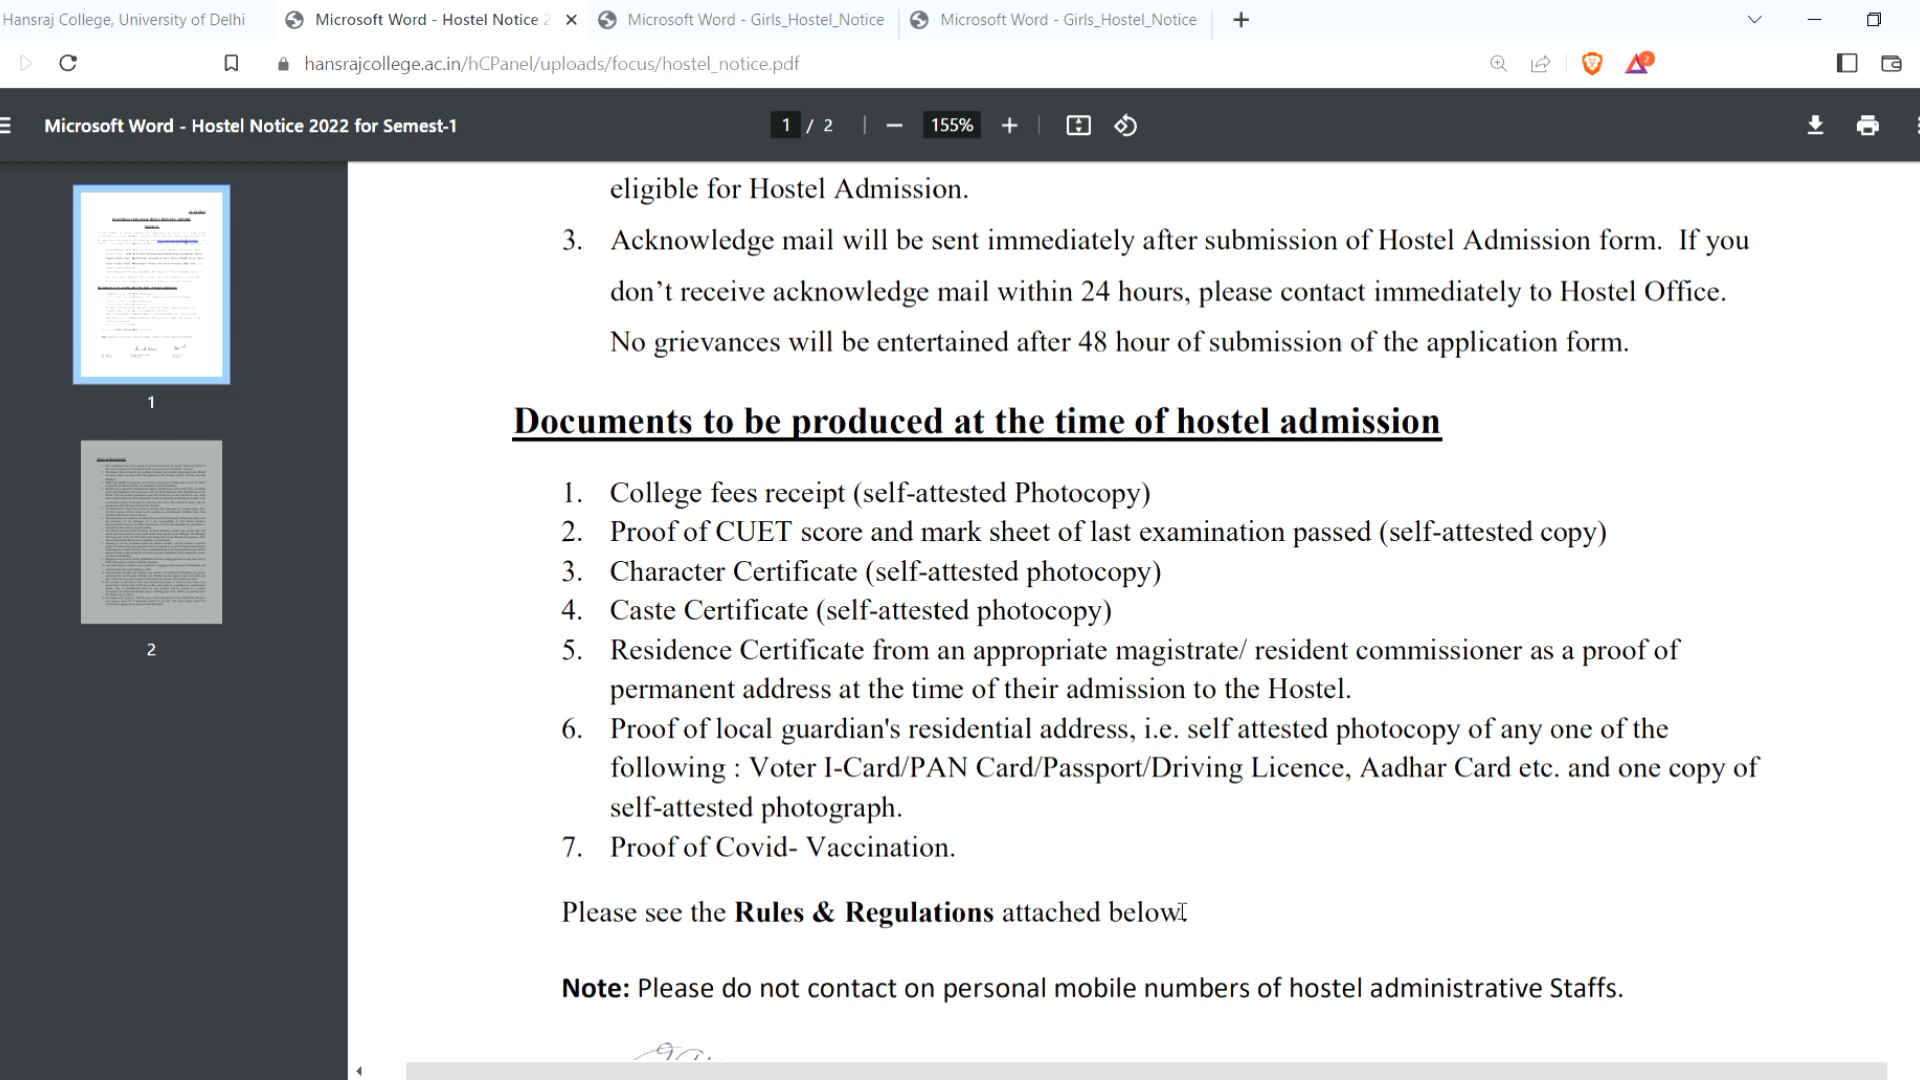 Hansraj College, University of Delhi
Microsoft Word - Hostel Notice 2
Microsoft Word - Girls_Hostel_Notice
Microsoft Word - Girls_Hostel_Notice
hansrajcollege.ac.in/hCPanel/uploads/focus/hostel_notice.pdf
2
Microsoft Word - Hostel Notice 2022 for Semest-1
1 / 2
155%
1
2
eligible for Hostel Admission.
3. Acknowledge mail will be sent immediately after submission of Hostel Admission form. If you
don’t receive acknowledge mail within 24 hours, please contact immediately to Hostel Office.
No grievances will be entertained after 48 hour of submission of the application form.
Documents to be produced at the time of hostel admission
1. College fees receipt (self-attested Photocopy)
2. Proof of CUET score and mark sheet of last examination passed (self-attested copy)
3. Character Certificate (self-attested photocopy)
4. Caste Certificate (self-attested photocopy)
5. Residence Certificate from an appropriate magistrate/ resident commissioner as a proof of
permanent address at the time of their admission to the Hostel.
6. Proof of local guardian's residential address, i.e. self attested photocopy of any one of the
following : Voter I-Card/PAN Card/Passport/Driving Licence, Aadhar Card etc. and one copy of
self-attested photograph.
7. Proof of Covid- Vaccination.
Please see the Rules & Regulations attached below.
Note: Please do not contact on personal mobile numbers of hostel administrative Staffs.